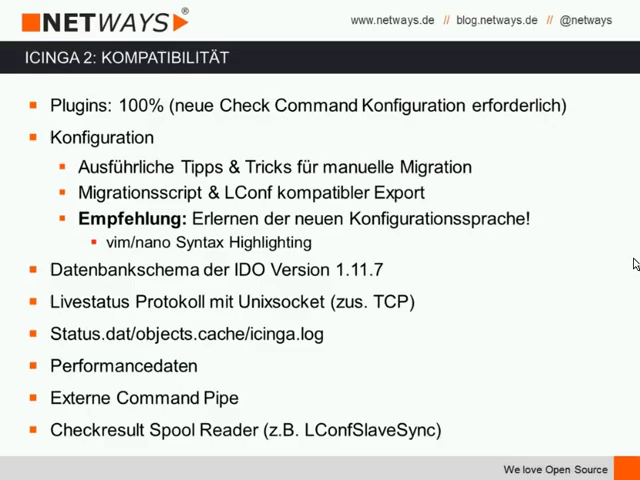 NETWAYS®
www.netways.de // blog.netways.de // @netways
ICINGA 2: KOMPATIBILITÄT
Plugins: 100% (neue Check Command Konfiguration erforderlich)
Konfiguration
Ausführliche Tipps & Tricks für manuelle Migration
Migrationsscript & LConf kompatibler Export
Empfehlung: Erlernen der neuen Konfigurationssprache!
vim/nano Syntax Highlighting
Datenbankschema der IDO Version 1.11.7
Livestatus Protokoll mit Unixsocket (zus. TCP)
Status.dat/objects.cache/icinga.log
Performancedaten
Externe Command Pipe
Checkresult Spool Reader (z.B. LConfSlaveSync)
We love Open Source